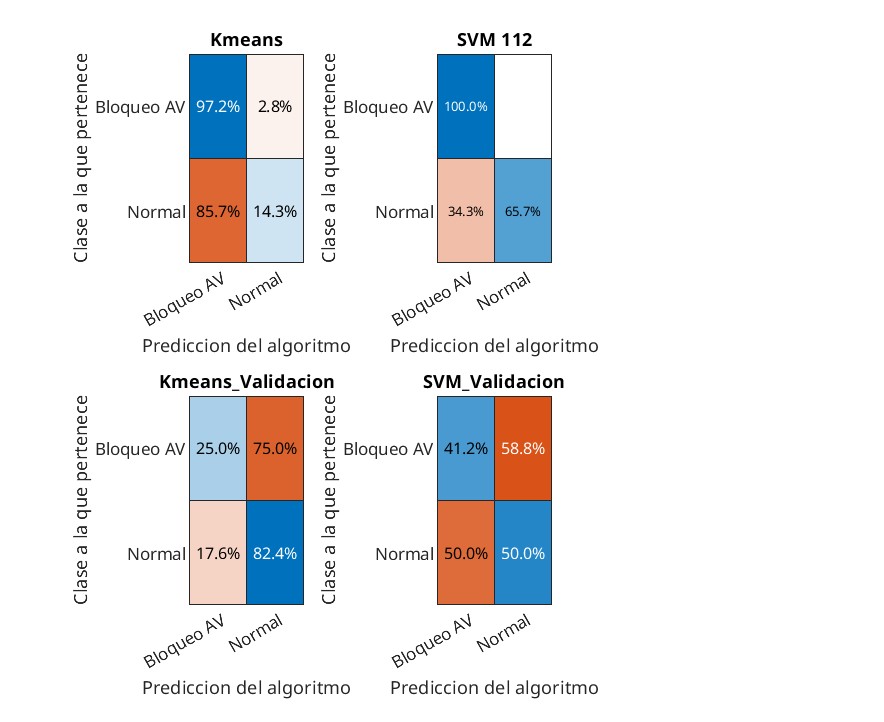 Kmeans
Clase a la que pertenece
Bloqueo AV 97.2% 2.8%
Normal 85.7% 14.3%
Bloqueo AV Normal
Prediccion del algoritmo
SVM 112
Clase a la que pertenece
Bloqueo AV 100.0%
Normal 34.3% 65.7%
Bloqueo AV Normal
Prediccion del algoritmo
Kmeans_Validacion
Clase a la que pertenece
Bloqueo AV 25.0% 75.0%
Normal 17.6% 82.4%
Bloqueo AV Normal
Prediccion del algoritmo
SVM_Validacion
Clase a la que pertenece
Bloqueo AV 41.2% 58.8%
Normal 50.0% 50.0%
Bloqueo AV Normal
Prediccion del algoritmo